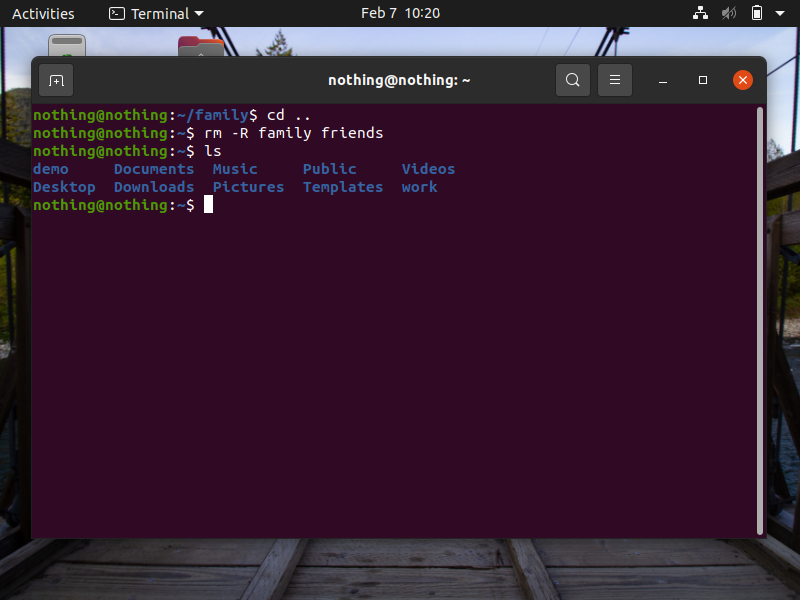 Activities Terminal Feb 7 10:20
nothing@nothing: ~
nothing@nothing:~/family$ cd ..
nothing@nothing:~$ rm -R family friends
nothing@nothing:~$ ls
demo Documents Music Public Videos
Desktop Downloads Pictures Templates work
nothing@nothing:~$